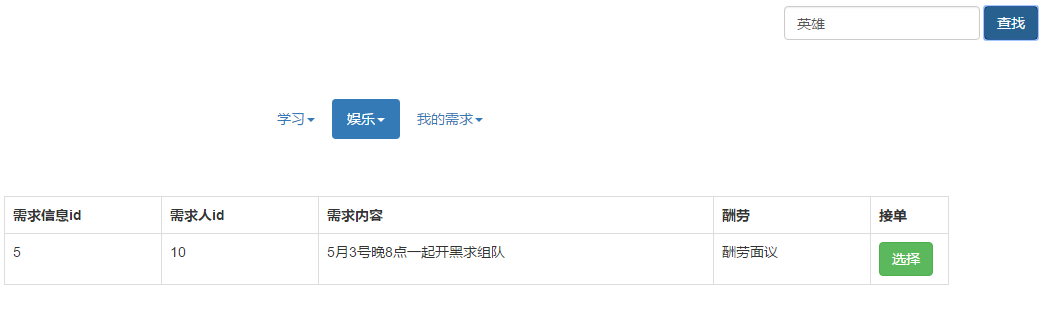 英雄 查找
学习 娱乐 我的需求
需求信息id 需求人id 需求内容 酬劳 接单
5 10 5月3号晚8点一起开黑求组队 酬劳面议 选择